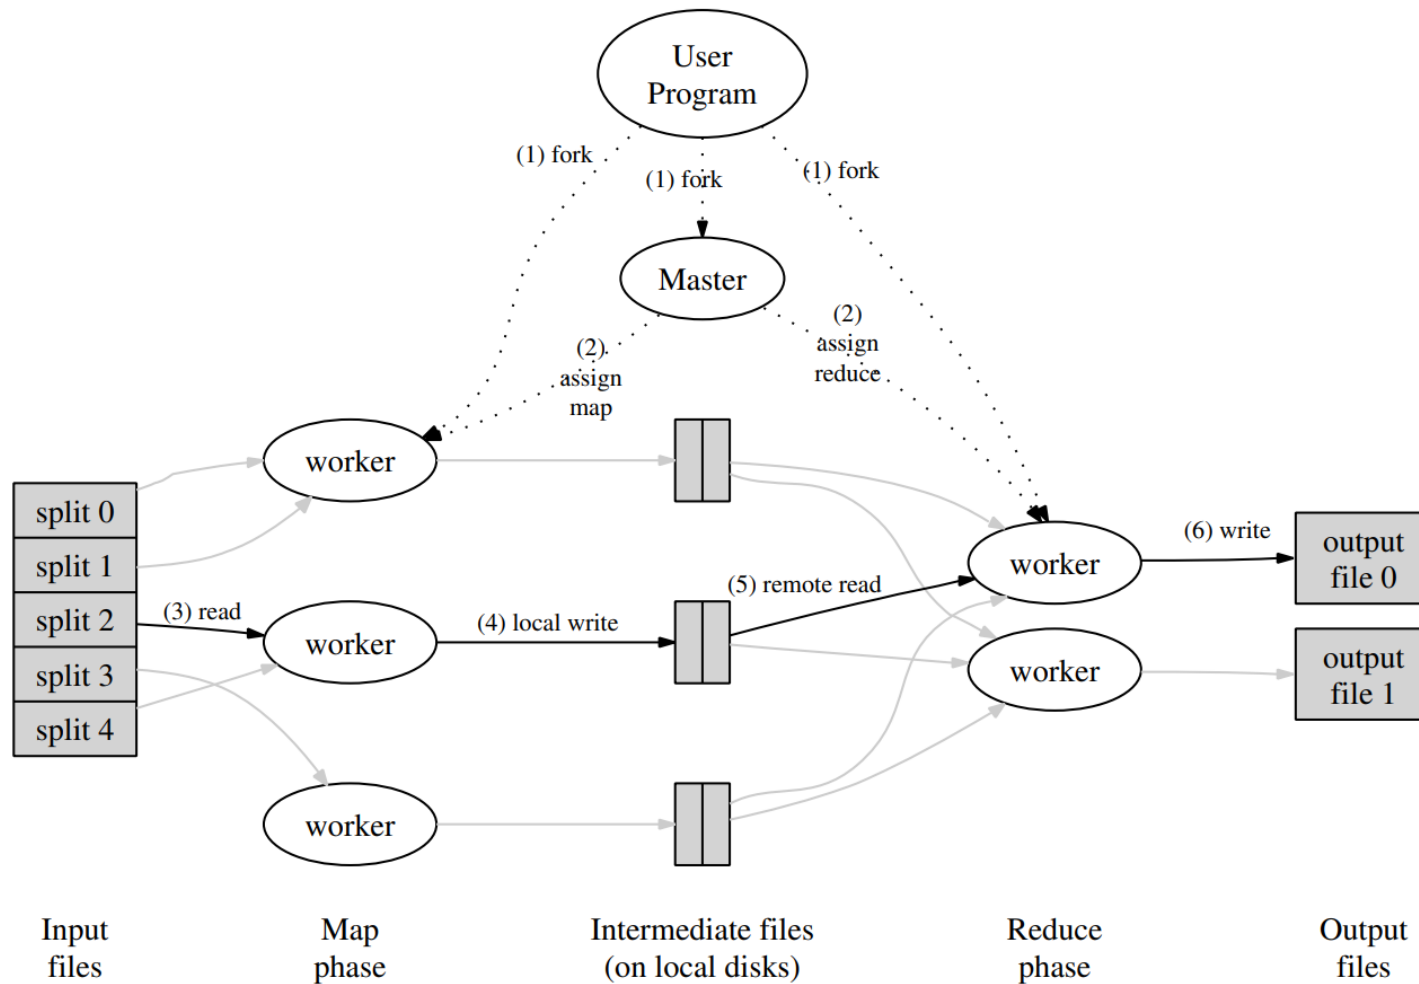 User
Program
(1) fork
(1) fork
(1) fork
Master
(2)
assign
map
(2)
assign
reduce
worker
split 0
split 1
split 2
split 3
split 4
(3) read
worker
(4) local write
(5) remote read
worker
(6) write
output
file 0
worker
output
file 1
worker
Input
files
Map
phase
Intermediate files
(on local disks)
Reduce
phase
Output
files